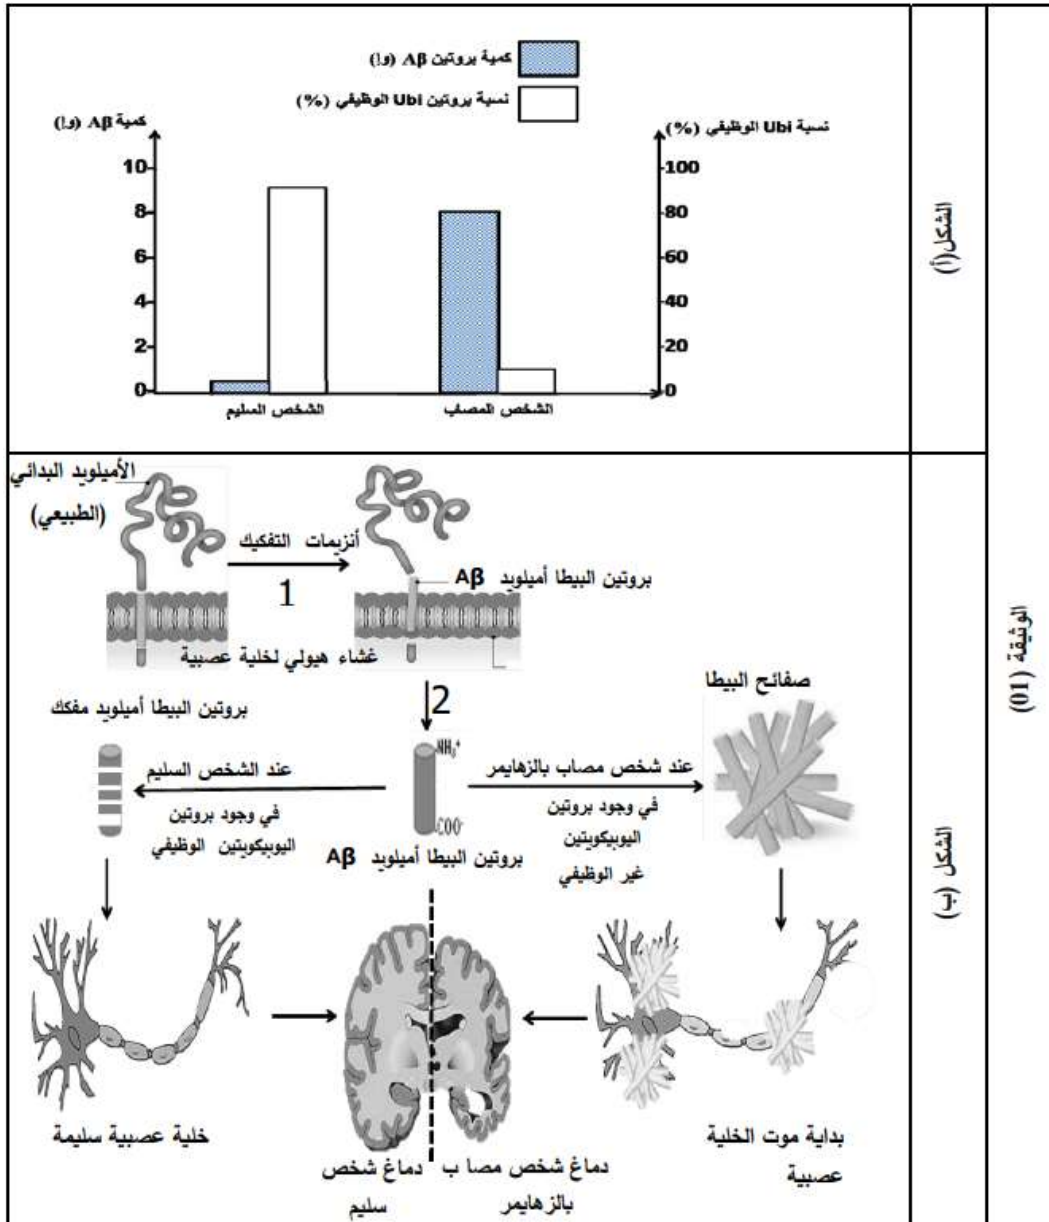 الوثيقة (01)
الشكل(أ)
كمية بروتين Aβ (وإ)
نسبة بروتين Ubi الوظيفي (%)
نسبة Ubi الوظيفي (%)
كمية Aβ (وإ)
10
8
6
4
2
0
100
80
60
40
20
0
الشخص السليم
الشخص المصاب
الشكل (ب)
الأميلويد البدائي
(الطبيعي)
أنزيمات التفكيك
1
بروتين البيطا أميلويد Aβ
غشاء هيولي لخلية عصبية
2
صفائح البيطا
بروتين البيطا أميلويد مفكك
NH₃⁺
COO⁻
عند شخص مصاب بالزهايمر
في وجود بروتين
اليوبيكويتين
غير الوظيفي
عند الشخص السليم
في وجود بروتين
اليوبيكويتين الوظيفي
بروتين البيطا أميلويد Aβ
بداية موت الخلية
عصبية
خلية عصبية سليمة
دماغ شخص مصا ب
بالزهايمر
دماغ شخص
سليم